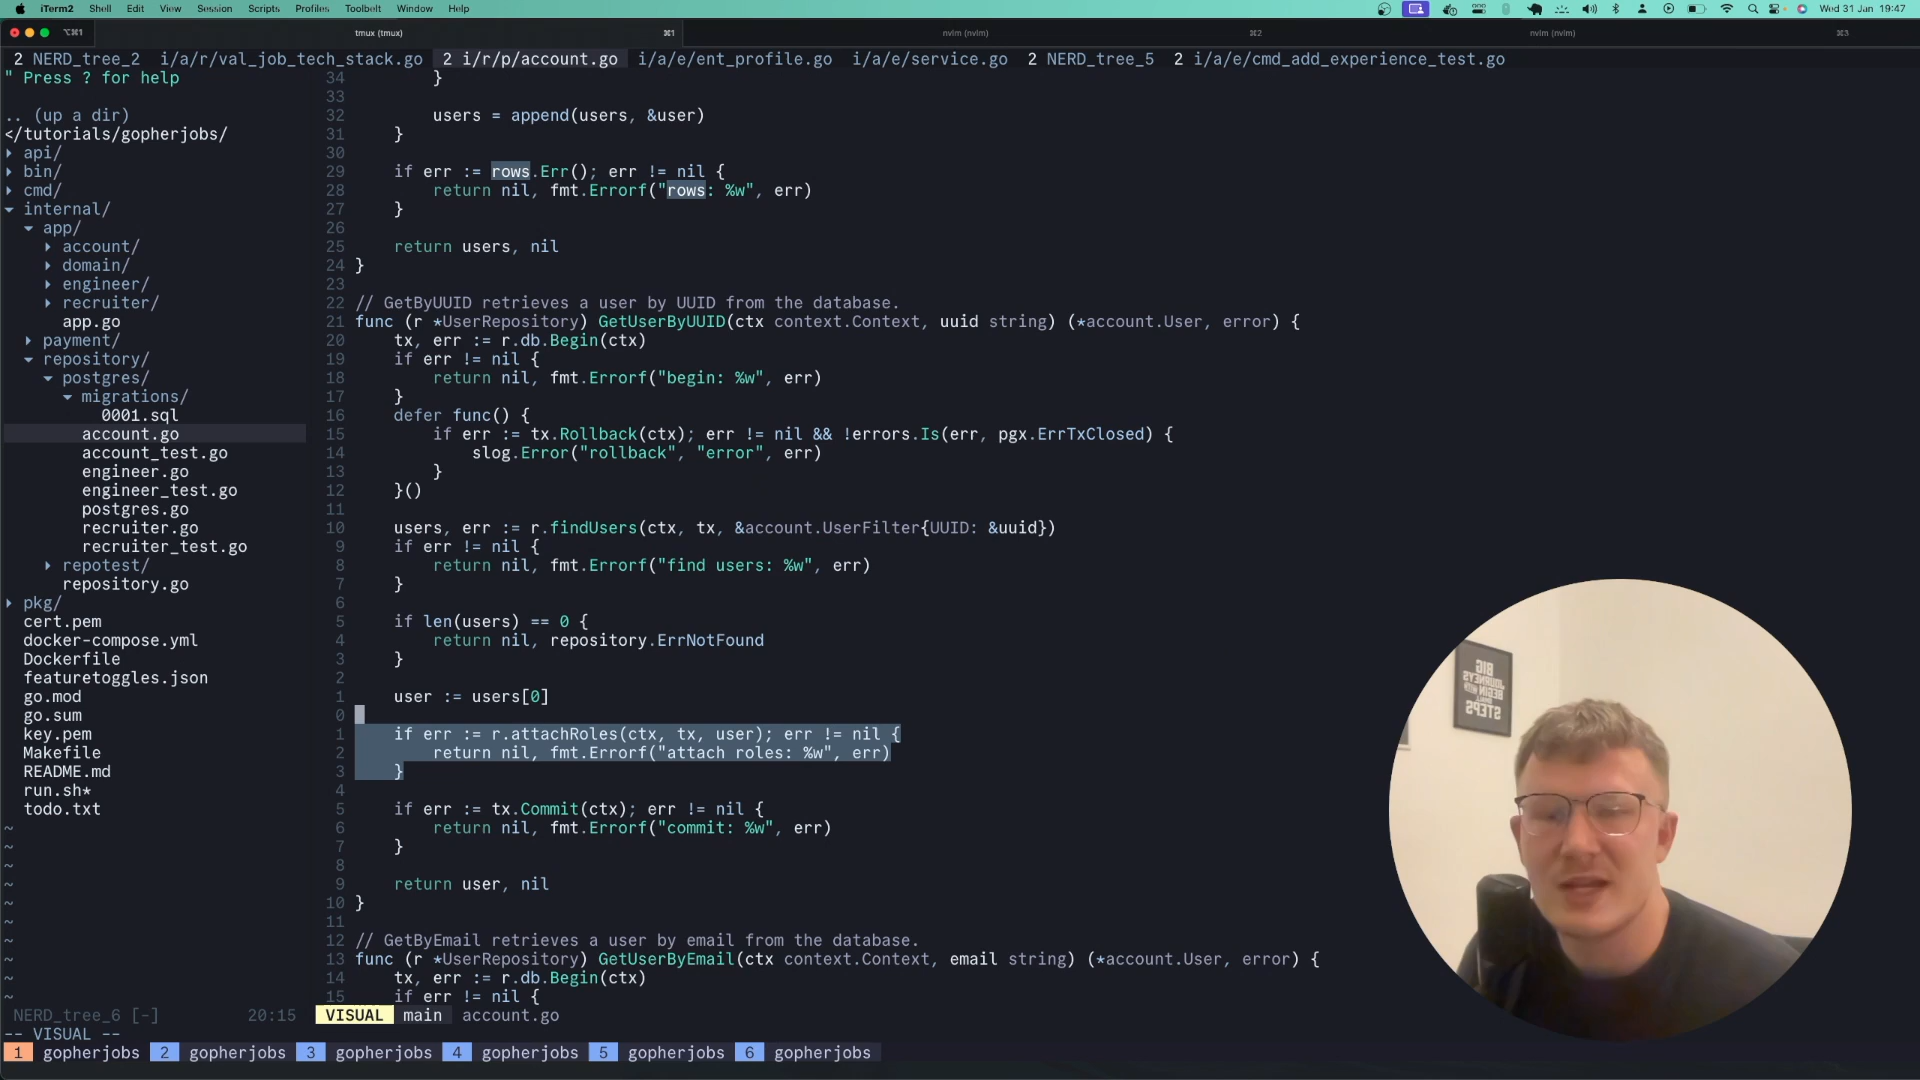 iTerm2 Shell Edit View Session Scripts Profiles Toolbelt Window Help Wed 31 Jan 19:47
⌥⌘1 tmux (tmux) ⌘1 nvim (nvim) ⌘2 nvim (nvim) ⌘3
2 NERD_tree_2 i/a/r/val_job_tech_stack.go 2 i/r/p/account.go i/a/e/ent_profile.go i/a/e/service.go 2 NERD_tree_5 2 i/a/e/cmd_add_experience_test.go
" Press ? for help
.. (up a dir)
</tutorials/gopherjobs/
▸ api/
▸ bin/
▸ cmd/
▾ internal/
▾ app/
▸ account/
▸ domain/
▸ engineer/
▸ recruiter/
app.go
▸ payment/
▾ repository/
▾ postgres/
▾ migrations/
0001.sql
account.go
account_test.go
engineer.go
engineer_test.go
postgres.go
recruiter.go
recruiter_test.go
▸ repotest/
repository.go
▸ pkg/
cert.pem
docker-compose.yml
Dockerfile
featuretoggles.json
go.mod
go.sum
key.pem
Makefile
README.md
run.sh*
todo.txt
~
~
~
~
~
~
~
~
~
~
34 }
33
32 users = append(users, &user)
31 }
30
29 if err := rows.Err(); err != nil {
28 return nil, fmt.Errorf("rows: %w", err)
27 }
26
25 return users, nil
24 }
23
22 // GetByUUID retrieves a user by UUID from the database.
21 func (r *UserRepository) GetUserByUUID(ctx context.Context, uuid string) (*account.User, error) {
20 tx, err := r.db.Begin(ctx)
19 if err != nil {
18 return nil, fmt.Errorf("begin: %w", err)
17 }
16 defer func() {
15 if err := tx.Rollback(ctx); err != nil && !errors.Is(err, pgx.ErrTxClosed) {
14 slog.Error("rollback", "error", err)
13 }
12 }()
11
10 users, err := r.findUsers(ctx, tx, &account.UserFilter{UUID: &uuid})
9 if err != nil {
8 return nil, fmt.Errorf("find users: %w", err)
7 }
6
5 if len(users) == 0 {
4 return nil, repository.ErrNotFound
3 }
2
1 user := users[0]
0
1 if err := r.attachRoles(ctx, tx, user); err != nil {
2 return nil, fmt.Errorf("attach roles: %w", err)
3 }
4
5 if err := tx.Commit(ctx); err != nil {
6 return nil, fmt.Errorf("commit: %w", err)
7 }
8
9 return user, nil
10 }
11
12 // GetByEmail retrieves a user by email from the database.
13 func (r *UserRepository) GetUserByEmail(ctx context.Context, email string) (*account.User, error) {
14 tx, err := r.db.Begin(ctx)
15 if err != nil {
BIG
JOURNEYS
BEGIN WITH
SMALL
STEPS
NERD_tree_6 [-] 20:15 VISUAL main account.go
-- VISUAL --
1 gopherjobs 2 gopherjobs 3 gopherjobs 4 gopherjobs 5 gopherjobs 6 gopherjobs